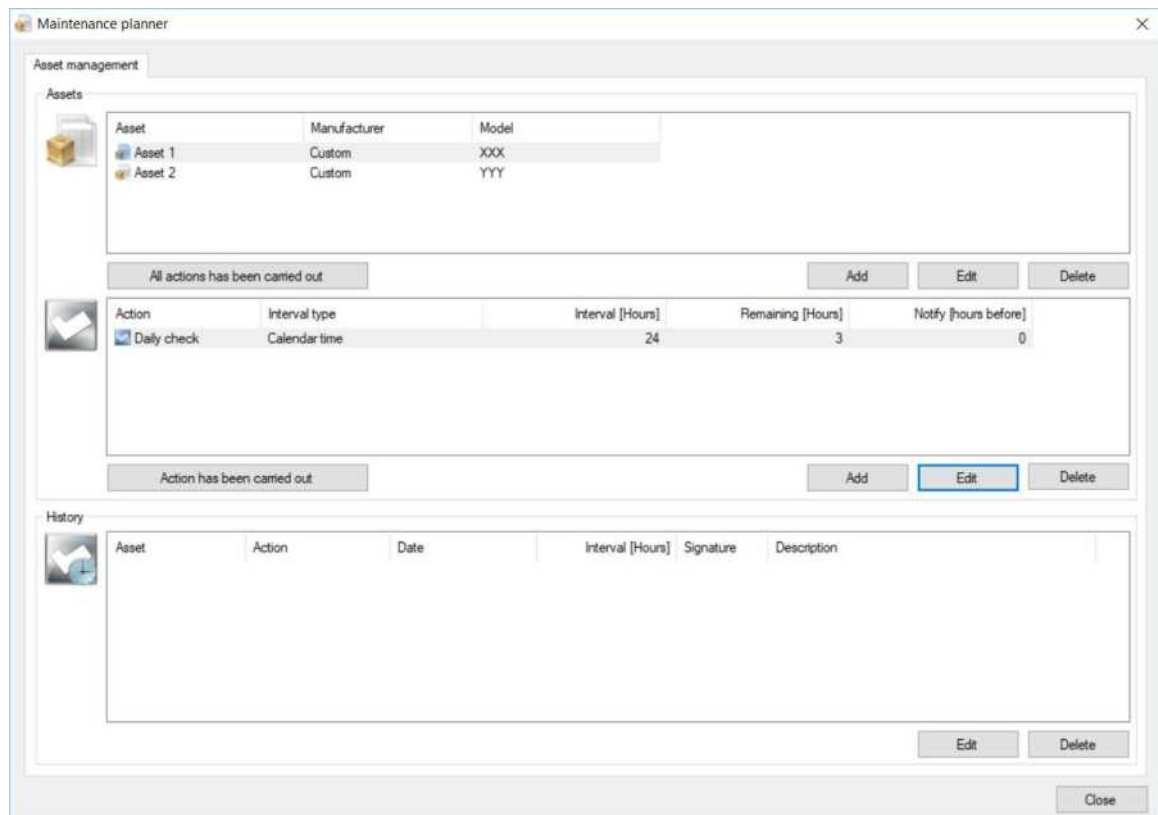 Maintenance planner
Asset management
Assets
Asset Manufacturer Model
Asset 1 Custom XXX
Asset 2 Custom YYY
All actions has been carried out Add Edit Delete
Action Interval type Interval [Hours] Remaining [Hours] Notify [hours before]
Daily check Calendar time 24 3 0
Action has been carried out Add Edit Delete
History
Asset Action Date Interval [Hours] Signature Description
Edit Delete
Close